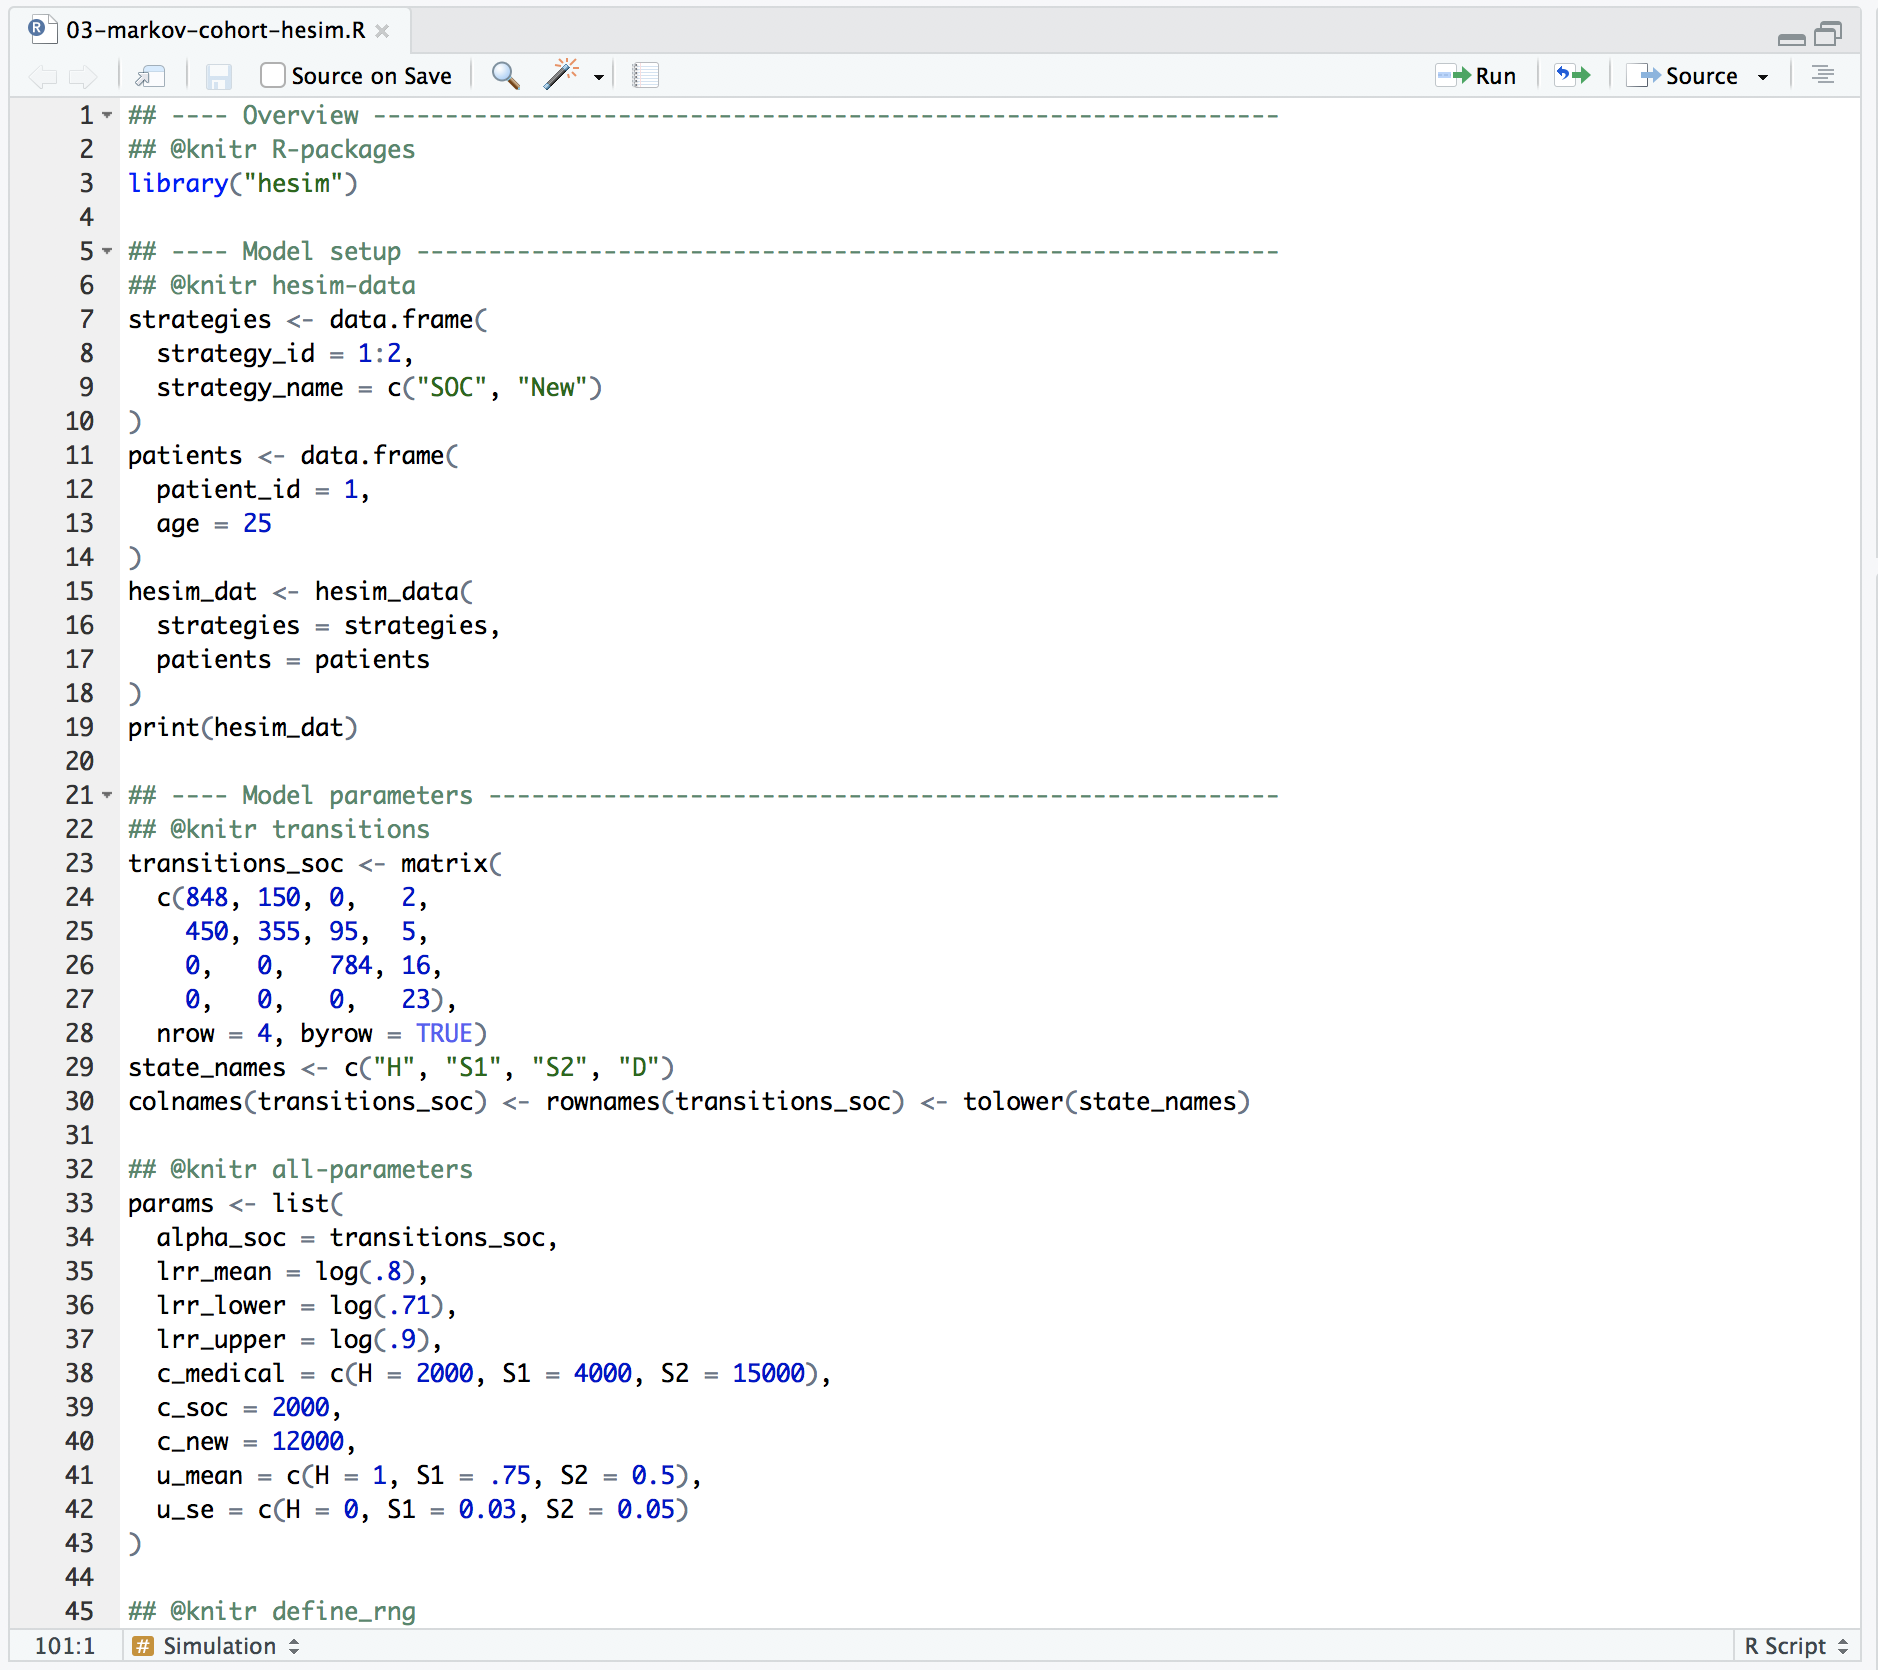 03-markov-cohort-hesim.R
Source on Save Run Source
1 ## ---- Overview ---------------------------------------------------------------
2 ## @knitr R-packages
3 library("hesim")
4
5 ## ---- Model setup ------------------------------------------------------------
6 ## @knitr hesim-data
7 strategies <- data.frame(
8   strategy_id = 1:2,
9   strategy_name = c("SOC", "New")
10 )
11 patients <- data.frame(
12   patient_id = 1,
13   age = 25
14 )
15 hesim_dat <- hesim_data(
16   strategies = strategies,
17   patients = patients
18 )
19 print(hesim_dat)
20
21 ## ---- Model parameters -------------------------------------------------------
22 ## @knitr transitions
23 transitions_soc <- matrix(
24   c(848, 150, 0,   2,
25     450, 355, 95,  5,
26     0,   0,   784, 16,
27     0,   0,   0,   23),
28   nrow = 4, byrow = TRUE)
29 state_names <- c("H", "S1", "S2", "D")
30 colnames(transitions_soc) <- rownames(transitions_soc) <- tolower(state_names)
31
32 ## @knitr all-parameters
33 params <- list(
34   alpha_soc = transitions_soc,
35   lrr_mean = log(.8),
36   lrr_lower = log(.71),
37   lrr_upper = log(.9),
38   c_medical = c(H = 2000, S1 = 4000, S2 = 15000),
39   c_soc = 2000,
40   c_new = 12000,
41   u_mean = c(H = 1, S1 = .75, S2 = 0.5),
42   u_se = c(H = 0, S1 = 0.03, S2 = 0.05)
43 )
44
45 ## @knitr define_rng
101:1 # Simulation R Script